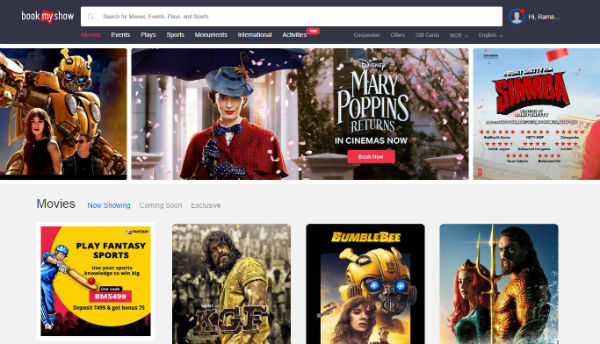 book my show
Search for Movies, Events, Plays and Sports
Hi, Rama...
Movies Events Plays Sports Monuments International Activities New
Corporates Offers Gift Cards NCR English
DISNEY
MARY
POPPINS
RETURNS
IN CINEMAS NOW
Book Now
SIMMBA
Movies Now Showing Coming Soon Exclusive
PLAY FANTASY
SPORTS
Use your sports
knowledge to win big
Use code
BMS499
Deposit ₹499 & get bonus 75
KGF
BUMBLEBEE